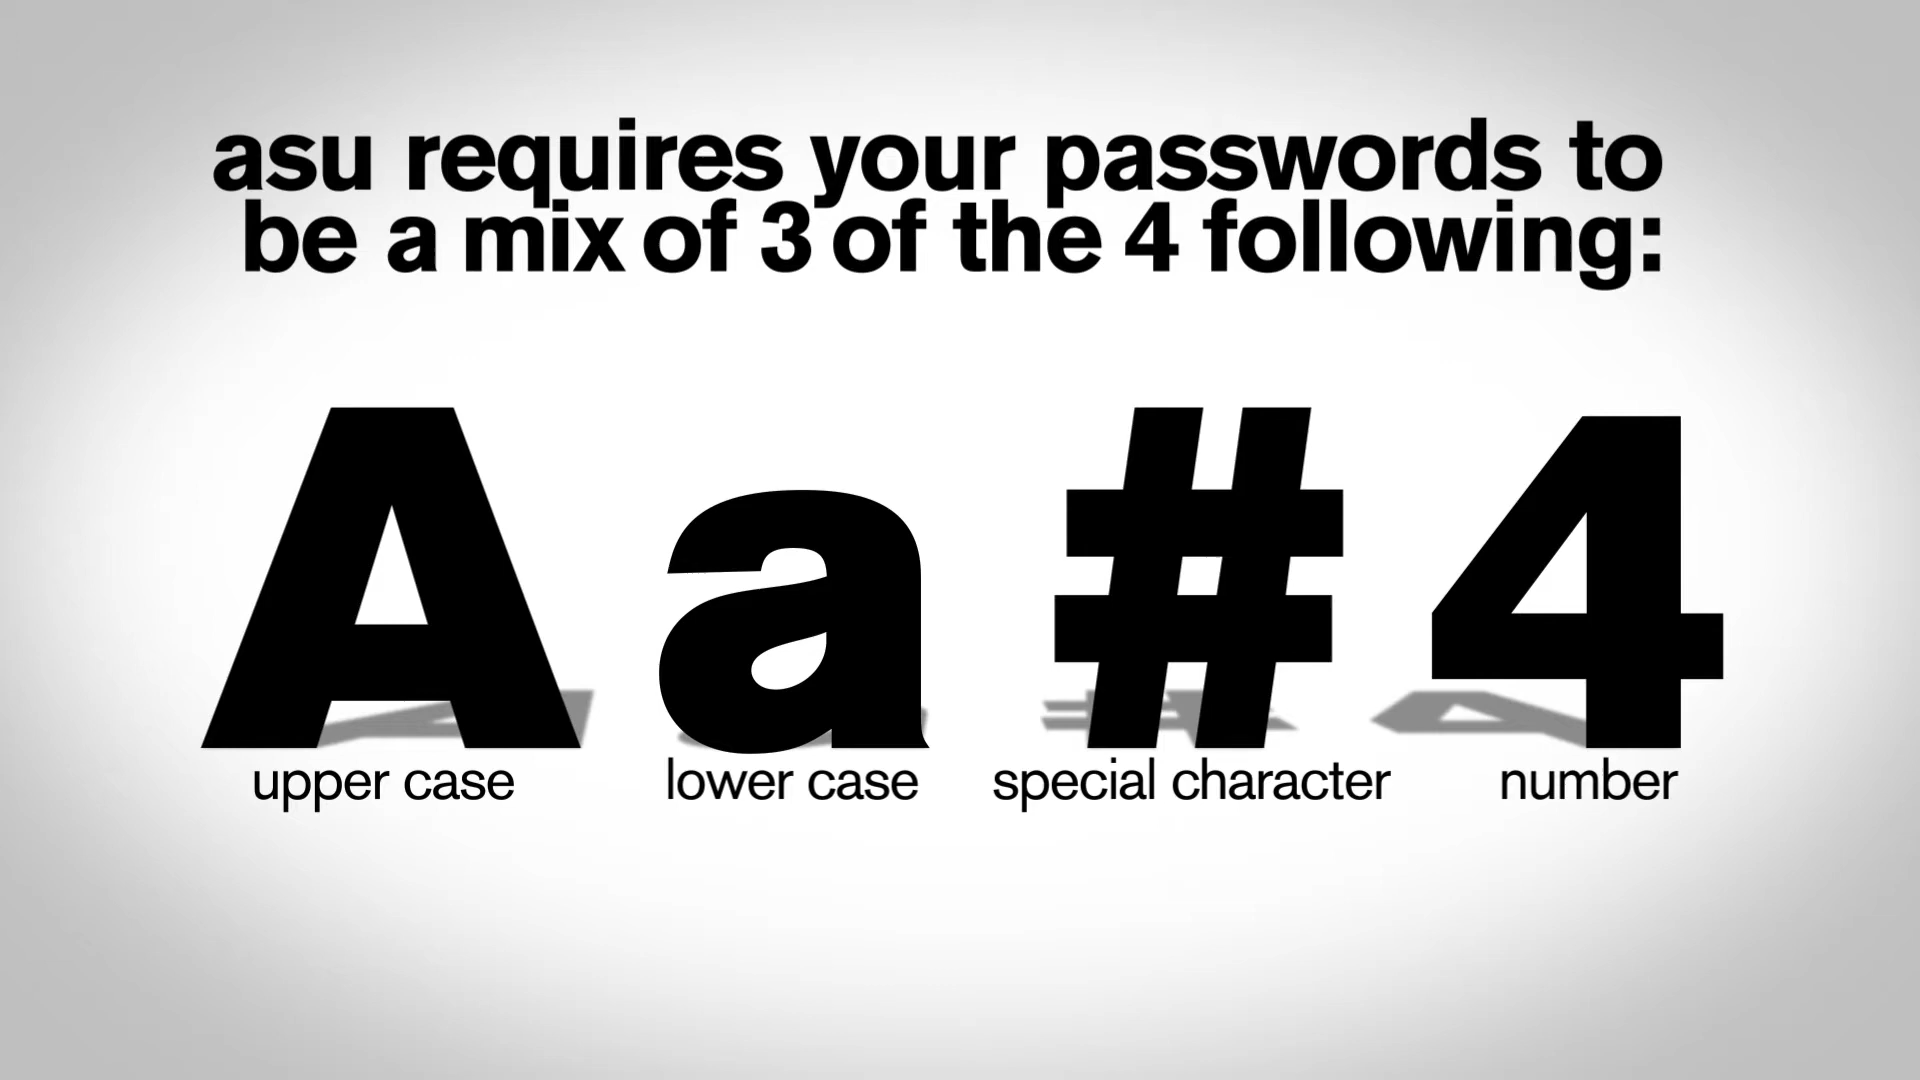 asu requires your passwords to
be a mix of 3 of the 4 following:
A a # 4
upper case lower case special character number